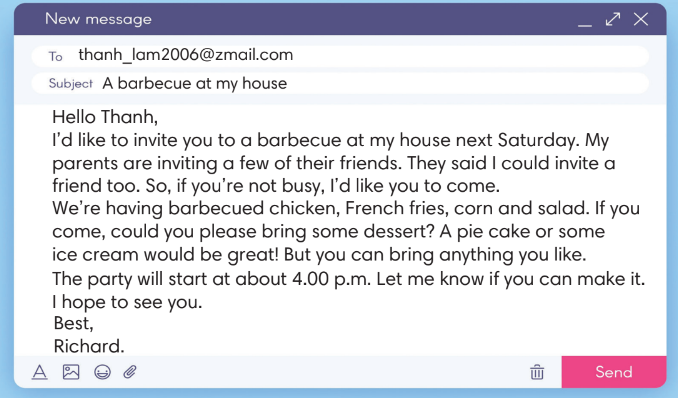 New message
To thanh_lam2006@zmail.com
Subject A barbecue at my house
Hello Thanh,
I'd like to invite you to a barbecue at my house next Saturday. My
parents are inviting a few of their friends. They said I could invite a
friend too. So, if you're not busy, I'd like you to come.
We're having barbecued chicken, French fries, corn and salad. If you
come, could you please bring some dessert? A pie cake or some
ice cream would be great! But you can bring anything you like.
The party will start at about 4.00 p.m. Let me know if you can make it.
I hope to see you.
Best,
Richard.
A
Send